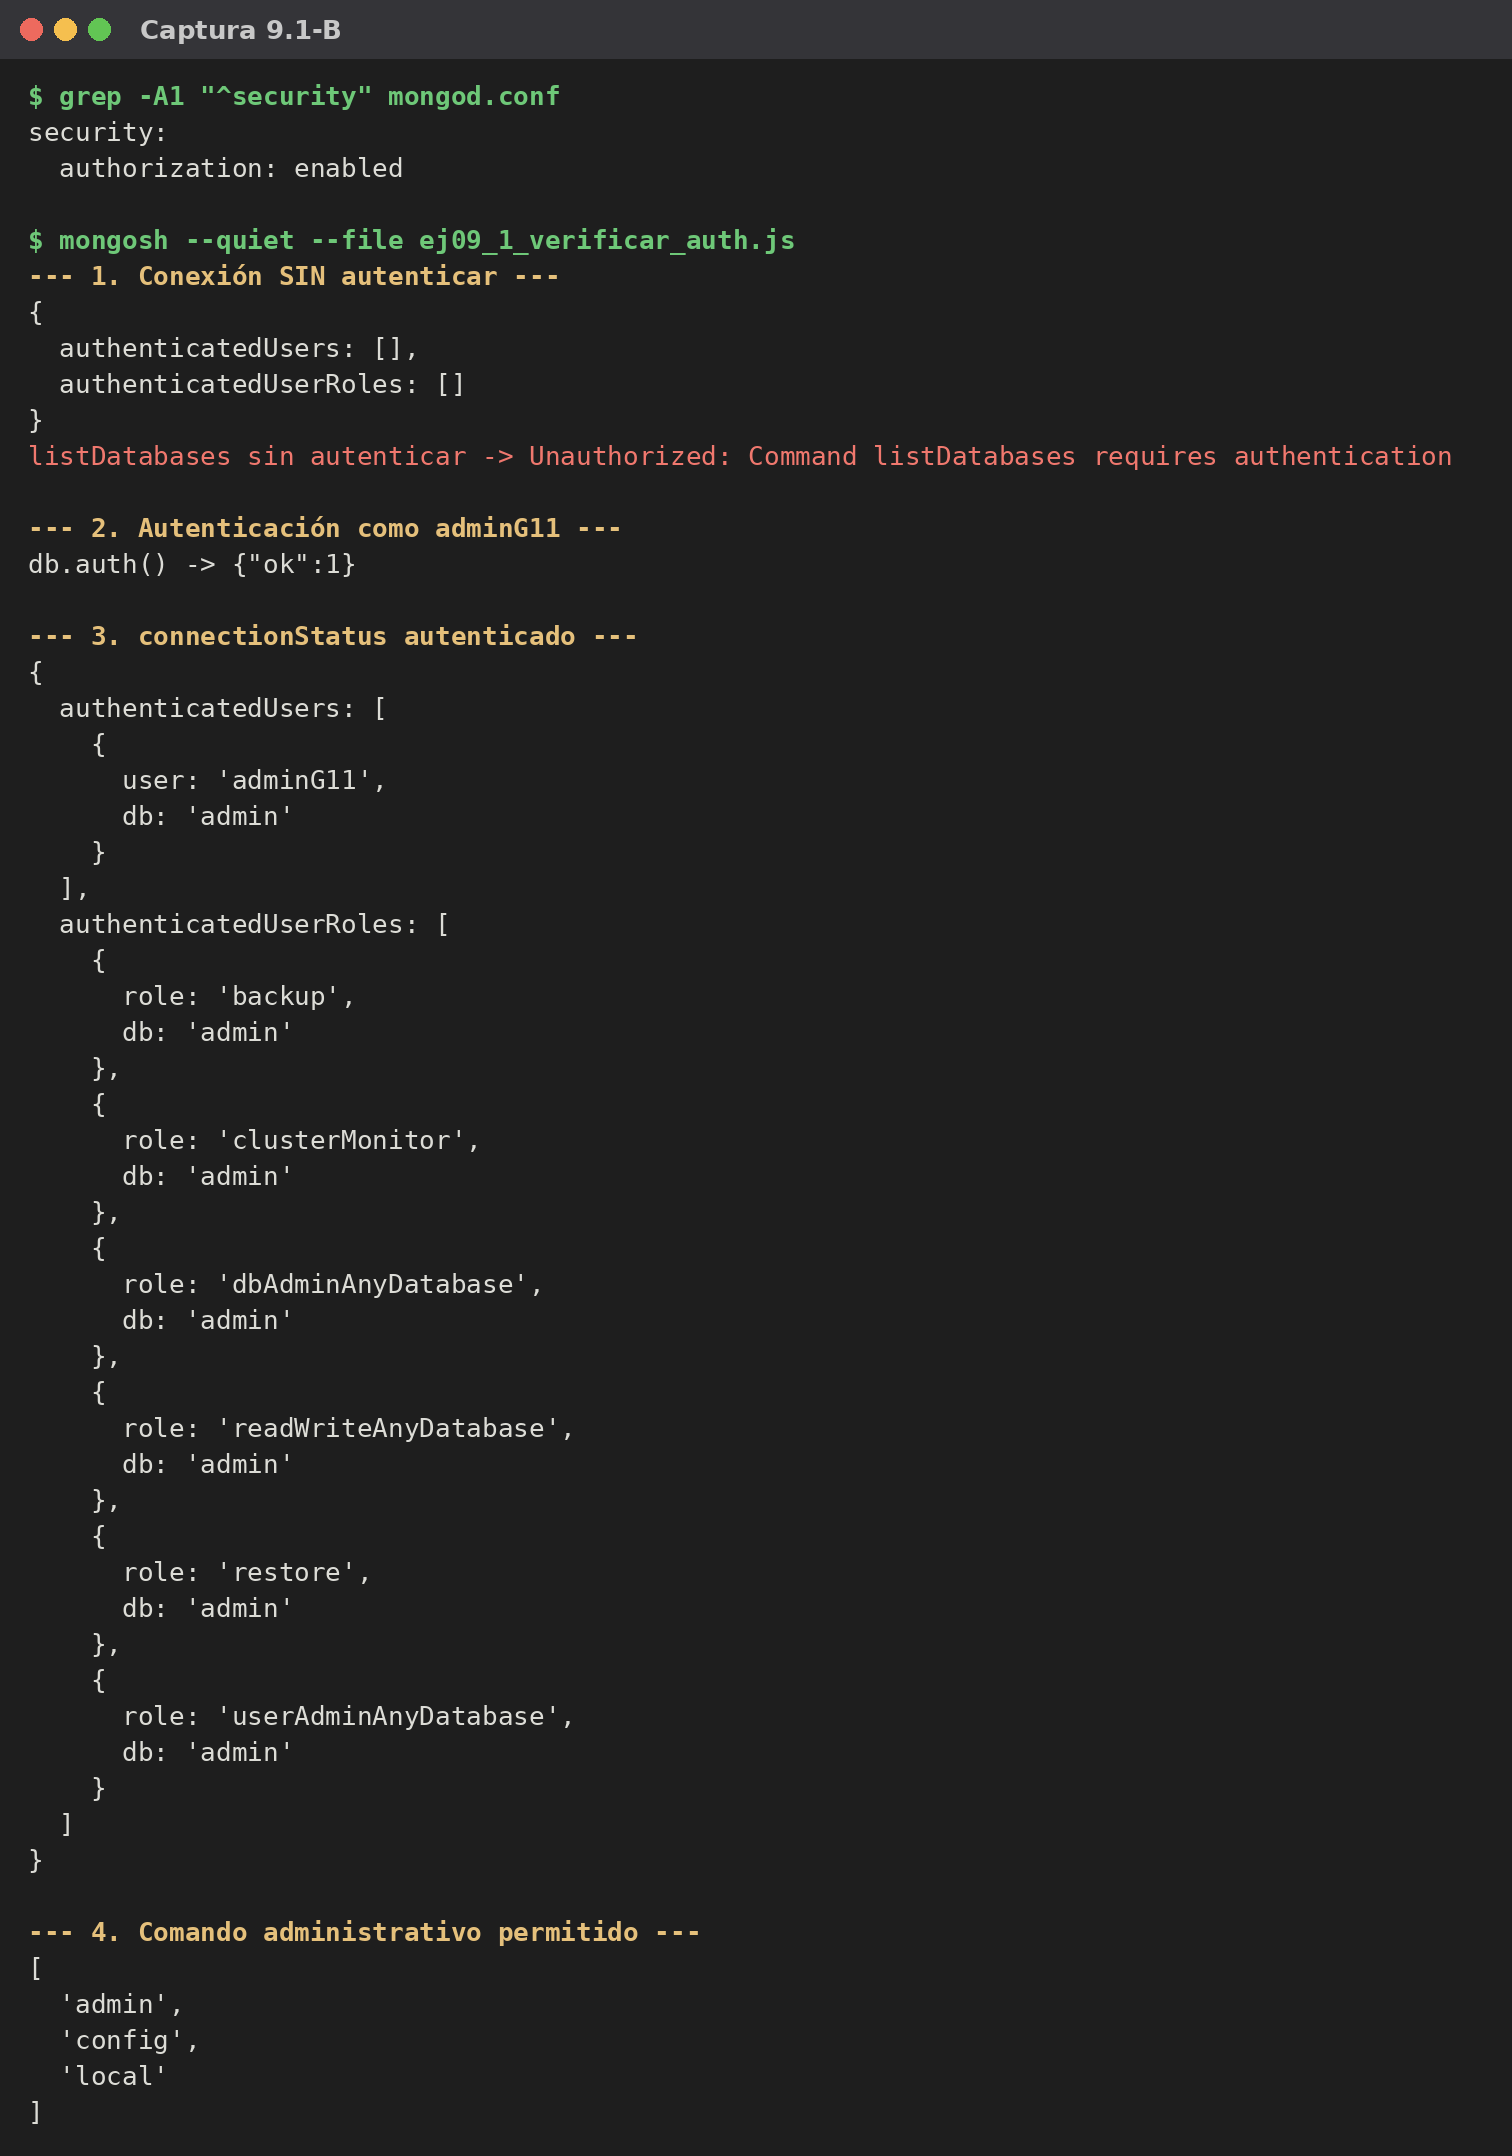 Captura 9.1-B
$ grep -A1 "^security" mongod.conf
security:
  authorization: enabled
$ mongosh --quiet --file ej09_1_verificar_auth.js
--- 1. Conexión SIN autenticar ---
{
  authenticatedUsers: [],
  authenticatedUserRoles: []
}
listDatabases sin autenticar -> Unauthorized: Command listDatabases requires authentication
--- 2. Autenticación como adminG11 ---
db.auth() -> {"ok":1}
--- 3. connectionStatus autenticado ---
{
  authenticatedUsers: [
    {
      user: 'adminG11',
      db: 'admin'
    }
  ],
  authenticatedUserRoles: [
    {
      role: 'backup',
      db: 'admin'
    },
    {
      role: 'clusterMonitor',
      db: 'admin'
    },
    {
      role: 'dbAdminAnyDatabase',
      db: 'admin'
    },
    {
      role: 'readWriteAnyDatabase',
      db: 'admin'
    },
    {
      role: 'restore',
      db: 'admin'
    },
    {
      role: 'userAdminAnyDatabase',
      db: 'admin'
    }
  ]
}
--- 4. Comando administrativo permitido ---
[
  'admin',
  'config',
  'local'
]